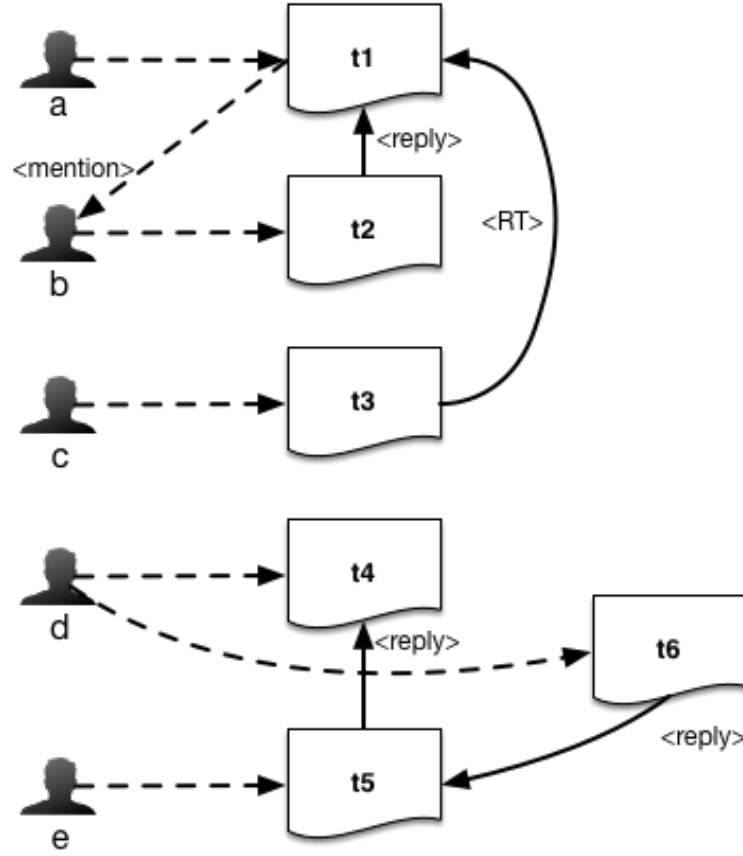 t1
a
<reply>
<mention>
t2
<RT>
b
t3
c
t4
d
<reply>
t6
<reply>
t5
e